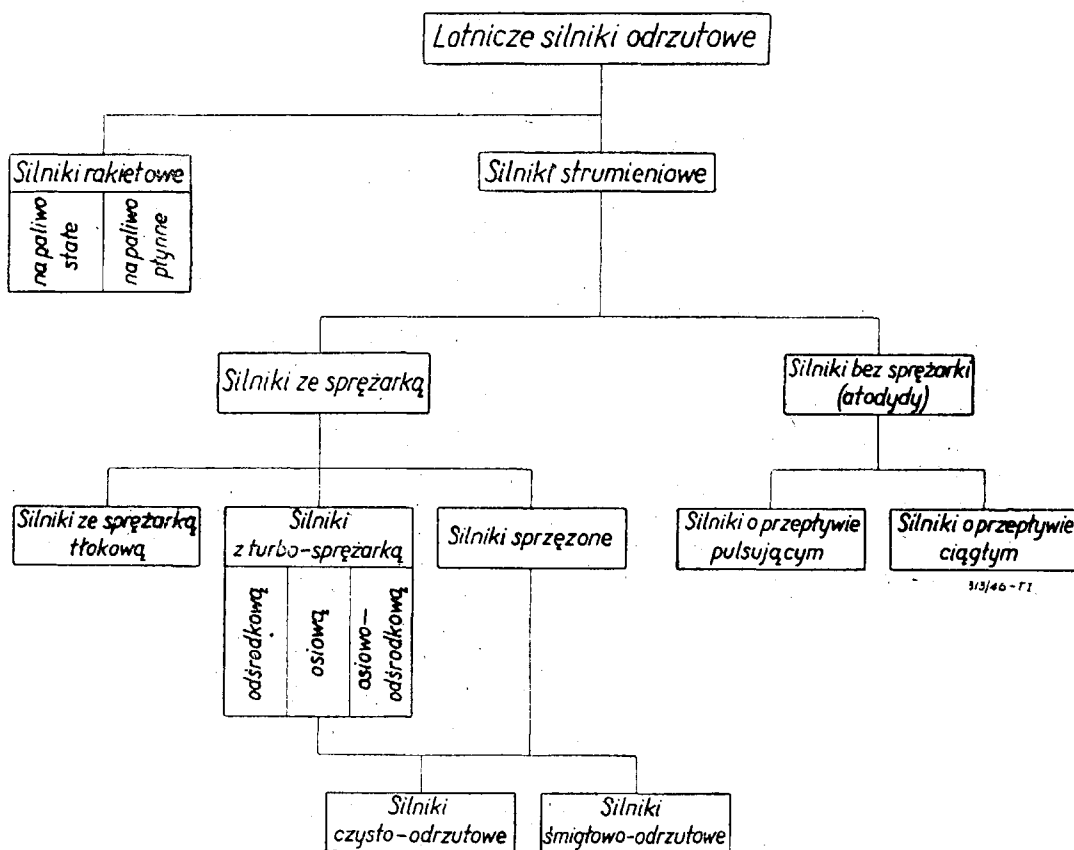 Lotnicze silniki odrzutowe
Silniki rakietowe
na paliwo
stałe
na paliwo
płynne
Silniki strumieniowe
Silniki ze sprężarką
Silniki bez sprężarki
(atodydy)
Silniki ze sprężarką
tłokową
Silniki
z turbo-sprężarką
odśrodkową
osiową
osiowo-
odśrodkową
Silniki sprzęzone
Silniki o przepływie
pulsującym
Silniki o przepływie
ciągłym
Silniki
czysto-odrzutowe
Silniki
śmigłowo-odrzutowe